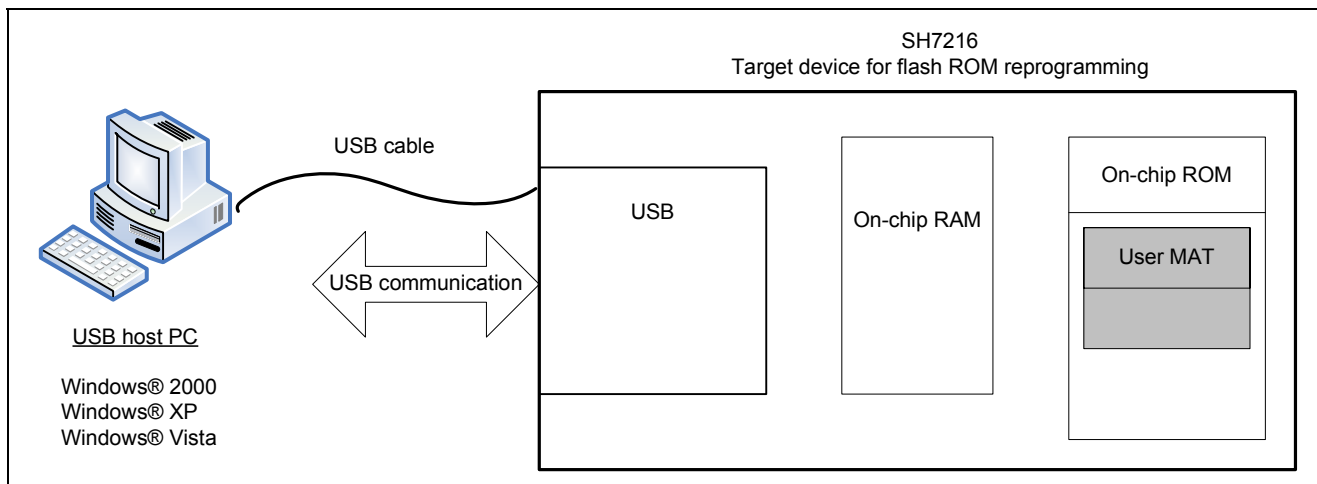 SH7216
Target device for flash ROM reprogramming
USB cable
On-chip ROM
USB
On-chip RAM
User MAT
USB communication
USB host PC
Windows® 2000
Windows® XP
Windows® Vista